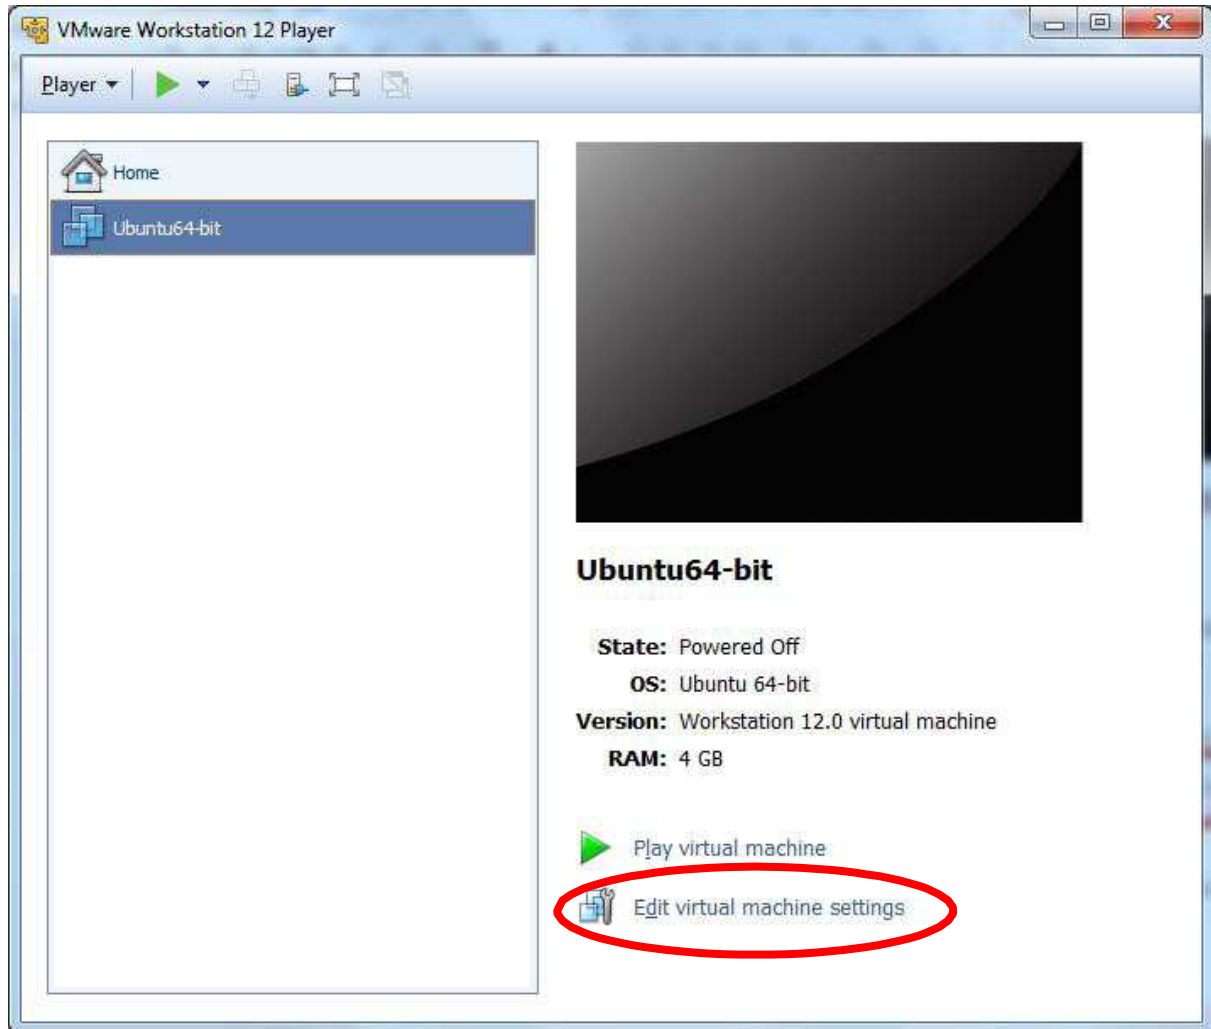 VMware Workstation 12 Player
Player
Home
Ubuntu64-bit
Ubuntu64-bit
State: Powered Off
OS: Ubuntu 64-bit
Version: Workstation 12.0 virtual machine
RAM: 4 GB
Play virtual machine
Edit virtual machine settings